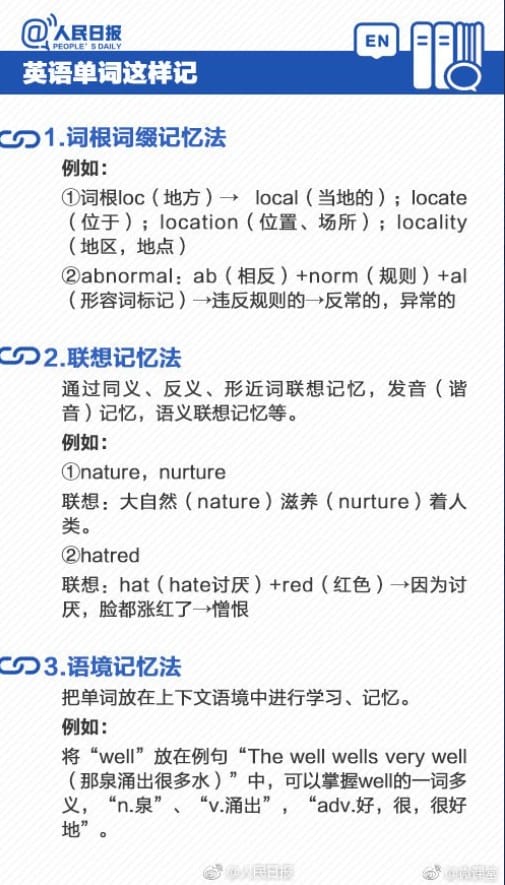 @人民日报
PEOPLE'S DAILY
EN
英语单词这样记
1.词根词缀记忆法
例如：
①词根loc（地方）→ local（当地的）；locate
（位于）；location（位置、场所）；locality
（地区，地点）
②abnormal：ab（相反）+norm（规则）+al
（形容词标记）→违反规则的→反常的，异常的
2.联想记忆法
通过同义、反义、形近词联想记忆，发音（谐
音）记忆，语义联想记忆等。
例如：
①nature，nurture
联想：大自然（nature）滋养（nurture）着人
类。
②hatred
联想：hat（hate讨厌）+red（红色）→因为讨
厌，脸都涨红了→憎恨
3.语境记忆法
把单词放在上下文语境中进行学习、记忆。
例如：
将“well”放在例句“The well wells very well
（那泉涌出很多水）”中，可以掌握well的一词多
义，“n.泉”、“v.涌出”，“adv.好，很，很好
地”。
@人民日报